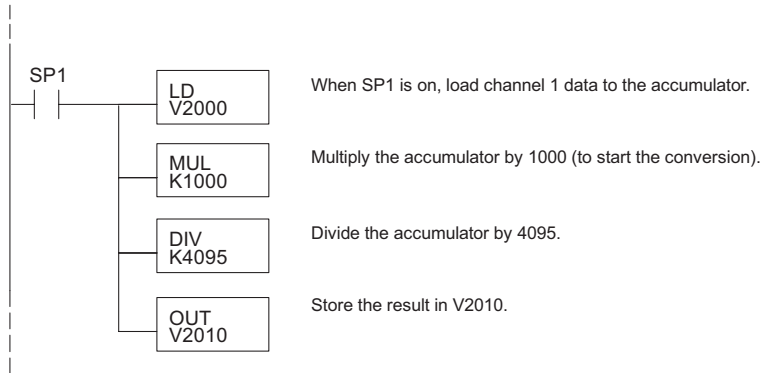 SP1
LD
V2000
When SP1 is on, load channel 1 data to the accumulator.
MUL
K1000
Multiply the accumulator by 1000 (to start the conversion).
DIV
K4095
Divide the accumulator by 4095.
OUT
V2010
Store the result in V2010.